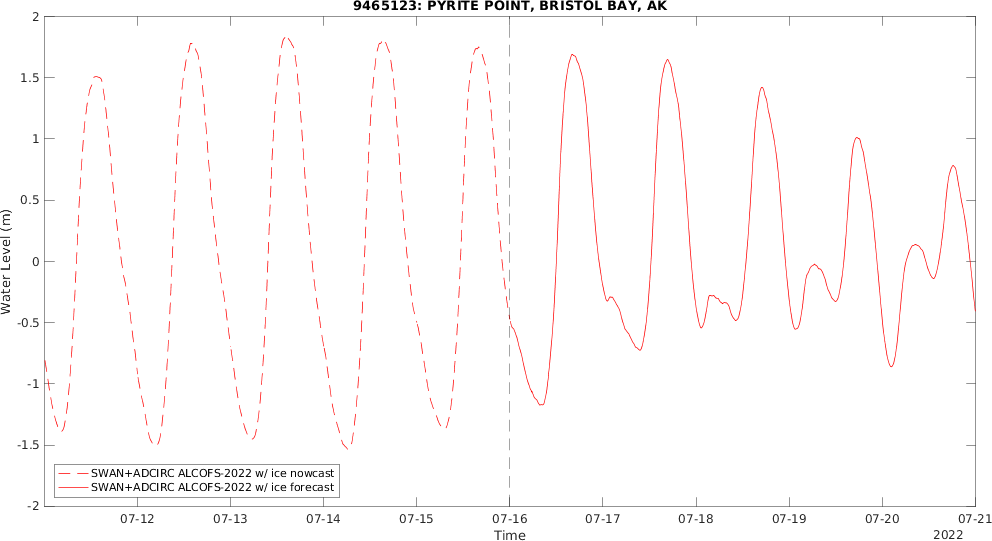 9465123: PYRITE POINT, BRISTOL BAY, AK
2
1.5
1
0.5
0
-0.5
-1
-1.5
-2
Water Level (m)
SWAN+ADCIRC ALCOFS-2022 w/ ice nowcast
SWAN+ADCIRC ALCOFS-2022 w/ ice forecast
07-12 07-13 07-14 07-15 07-16 07-17 07-18 07-19 07-20 07-21
Time
2022